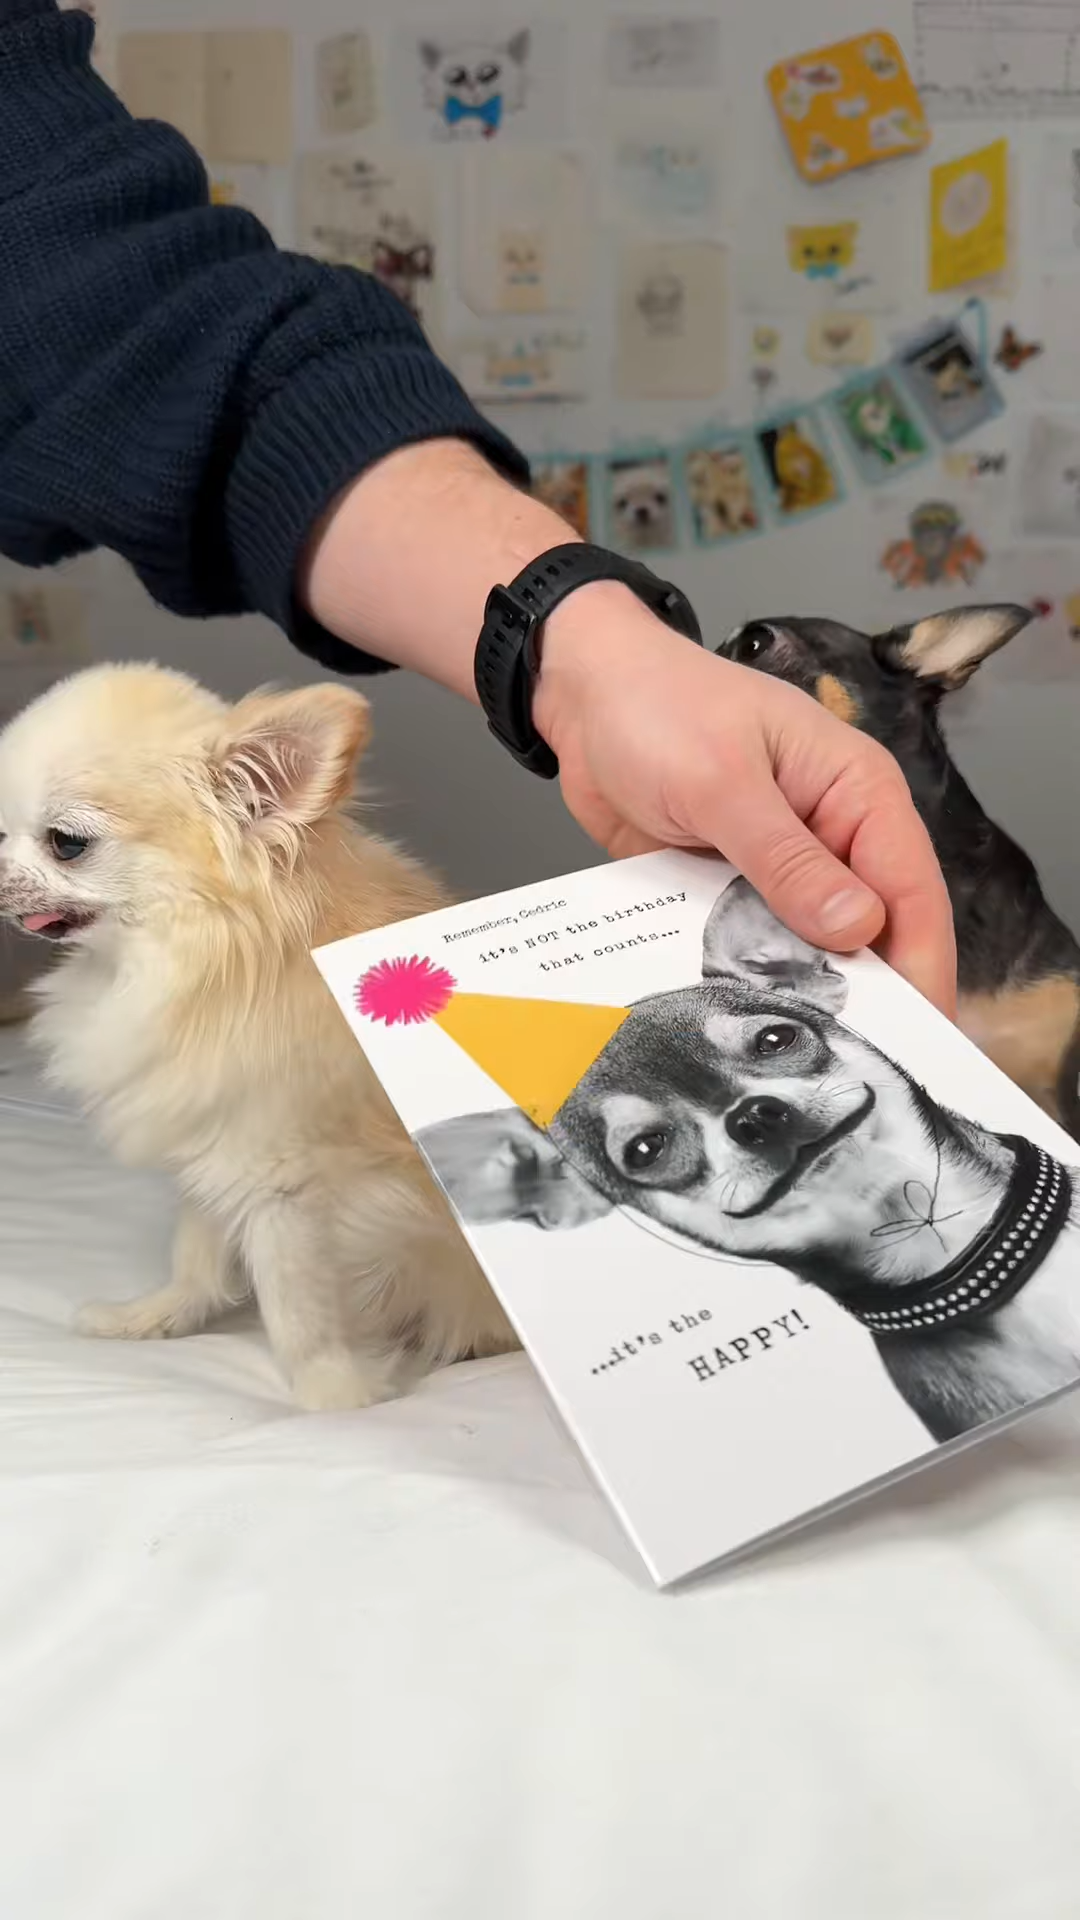 Remember, Cedric
it's NOT the birthday
that counts...
...it's the
HAPPY!